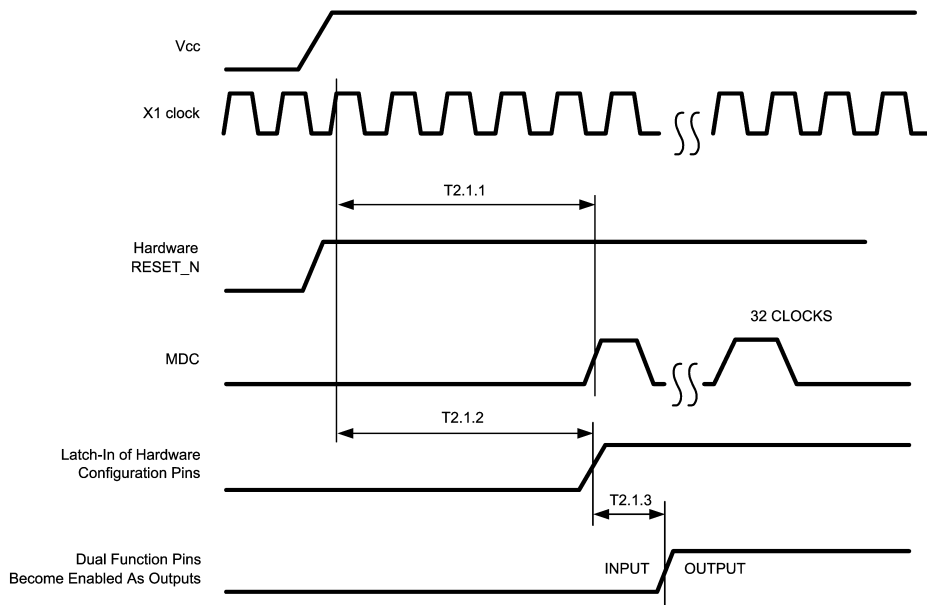 Vcc
X1 clock
T2.1.1
Hardware
RESET_N
32 CLOCKS
MDC
T2.1.2
Latch-In of Hardware
Configuration Pins
T2.1.3
Dual Function Pins
Become Enabled As Outputs
INPUT
OUTPUT